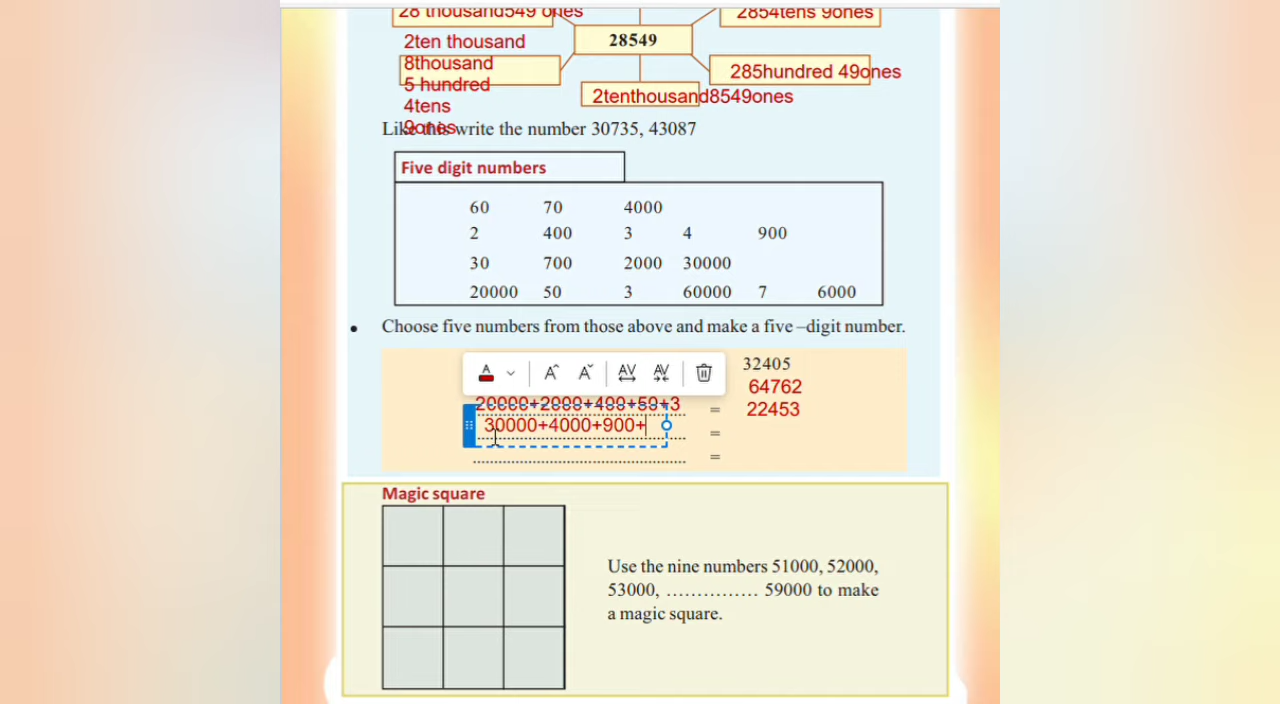 28 thousand549 ones
2854tens 9ones
28549
2ten thousand
8thousand
5 hundred
4tens
9ones
285hundred 49ones
2tenthousand8549ones
Like this write the number 30735, 43087
Five digit numbers
60 70 4000
2 400 3 4 900
30 700 2000 30000
20000 50 3 60000 7 6000
• Choose five numbers from those above and make a five –digit number.
32405
64762
20000+2000+400+50+3 = 22453
30000+4000+900+ =
=
Magic square
Use the nine numbers 51000, 52000,
53000, ............... 59000 to make
a magic square.